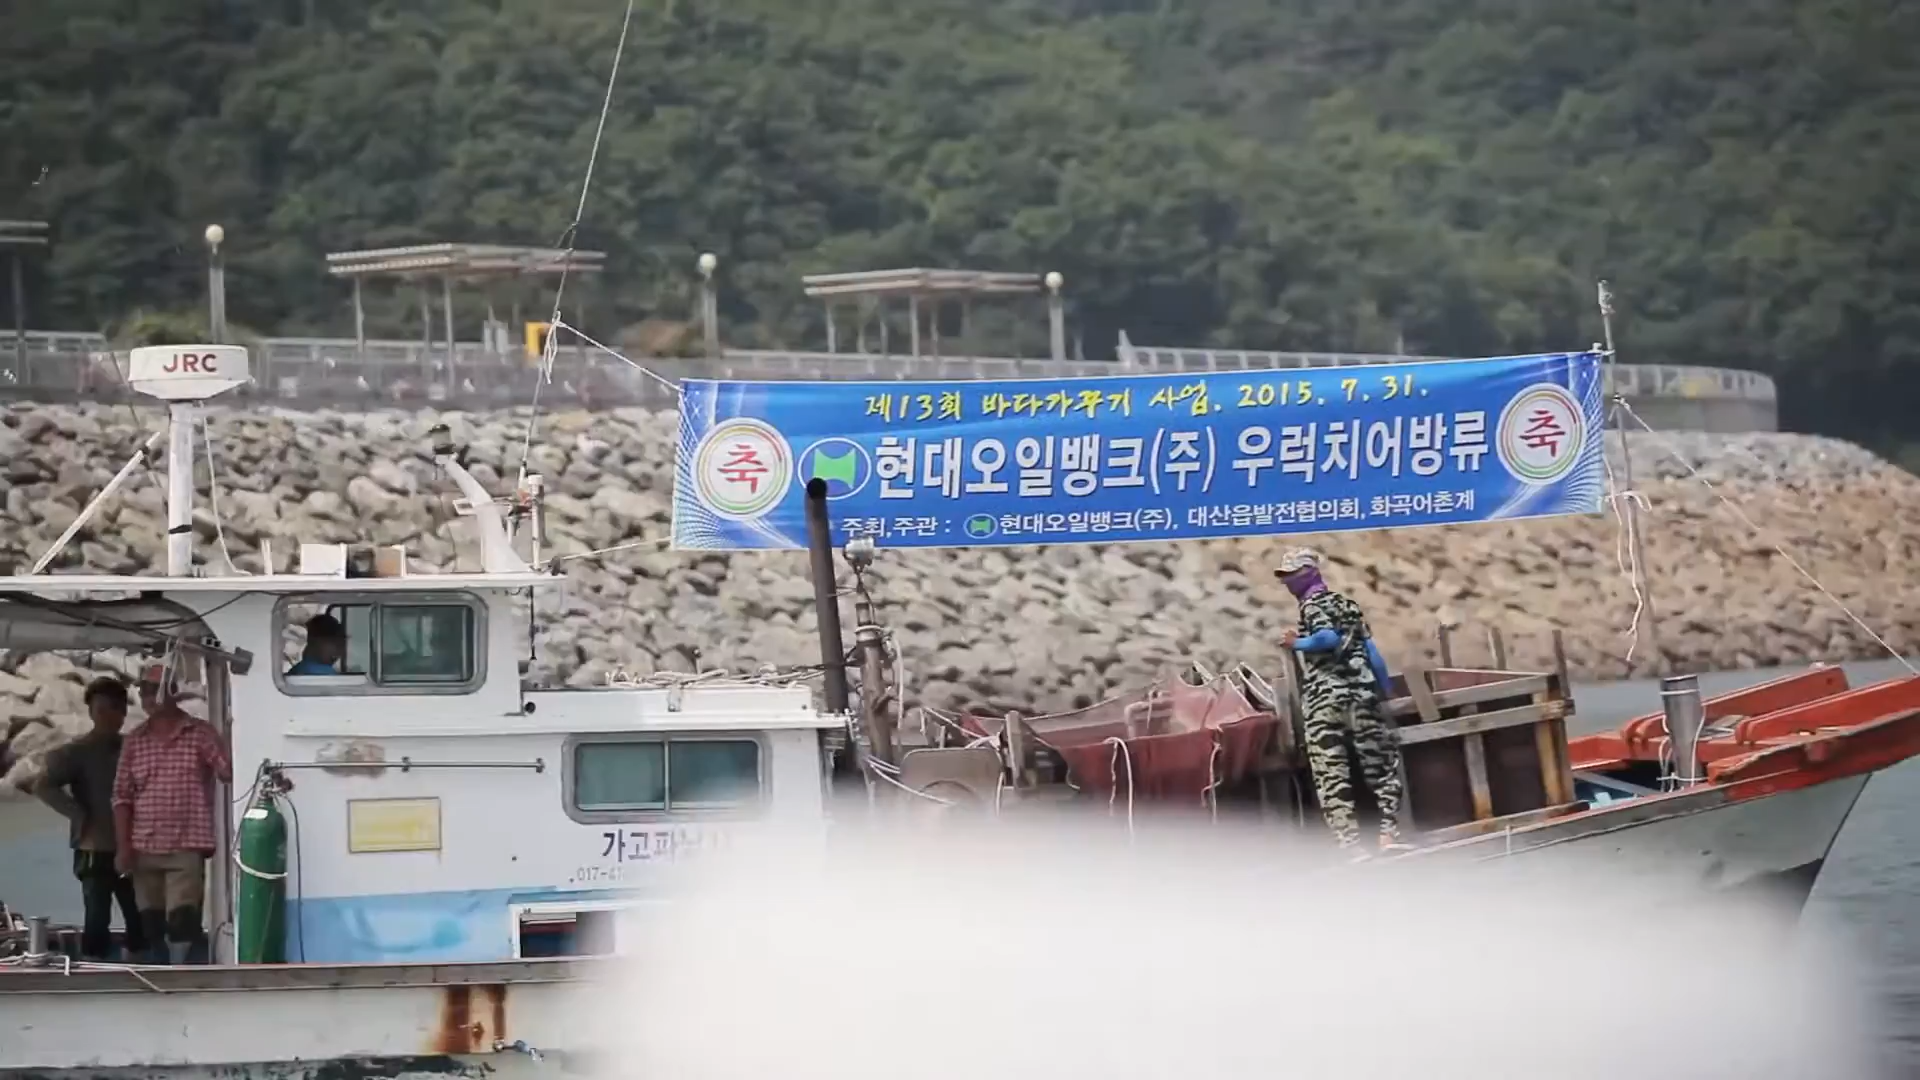 JRC
제13회 바다가꾸기 사업. 2015. 7. 31.
축 현대오일뱅크(주) 우럭치어방류 축
주최,주관 : 현대오일뱅크(주), 대산읍발전협의회, 화곡어촌계